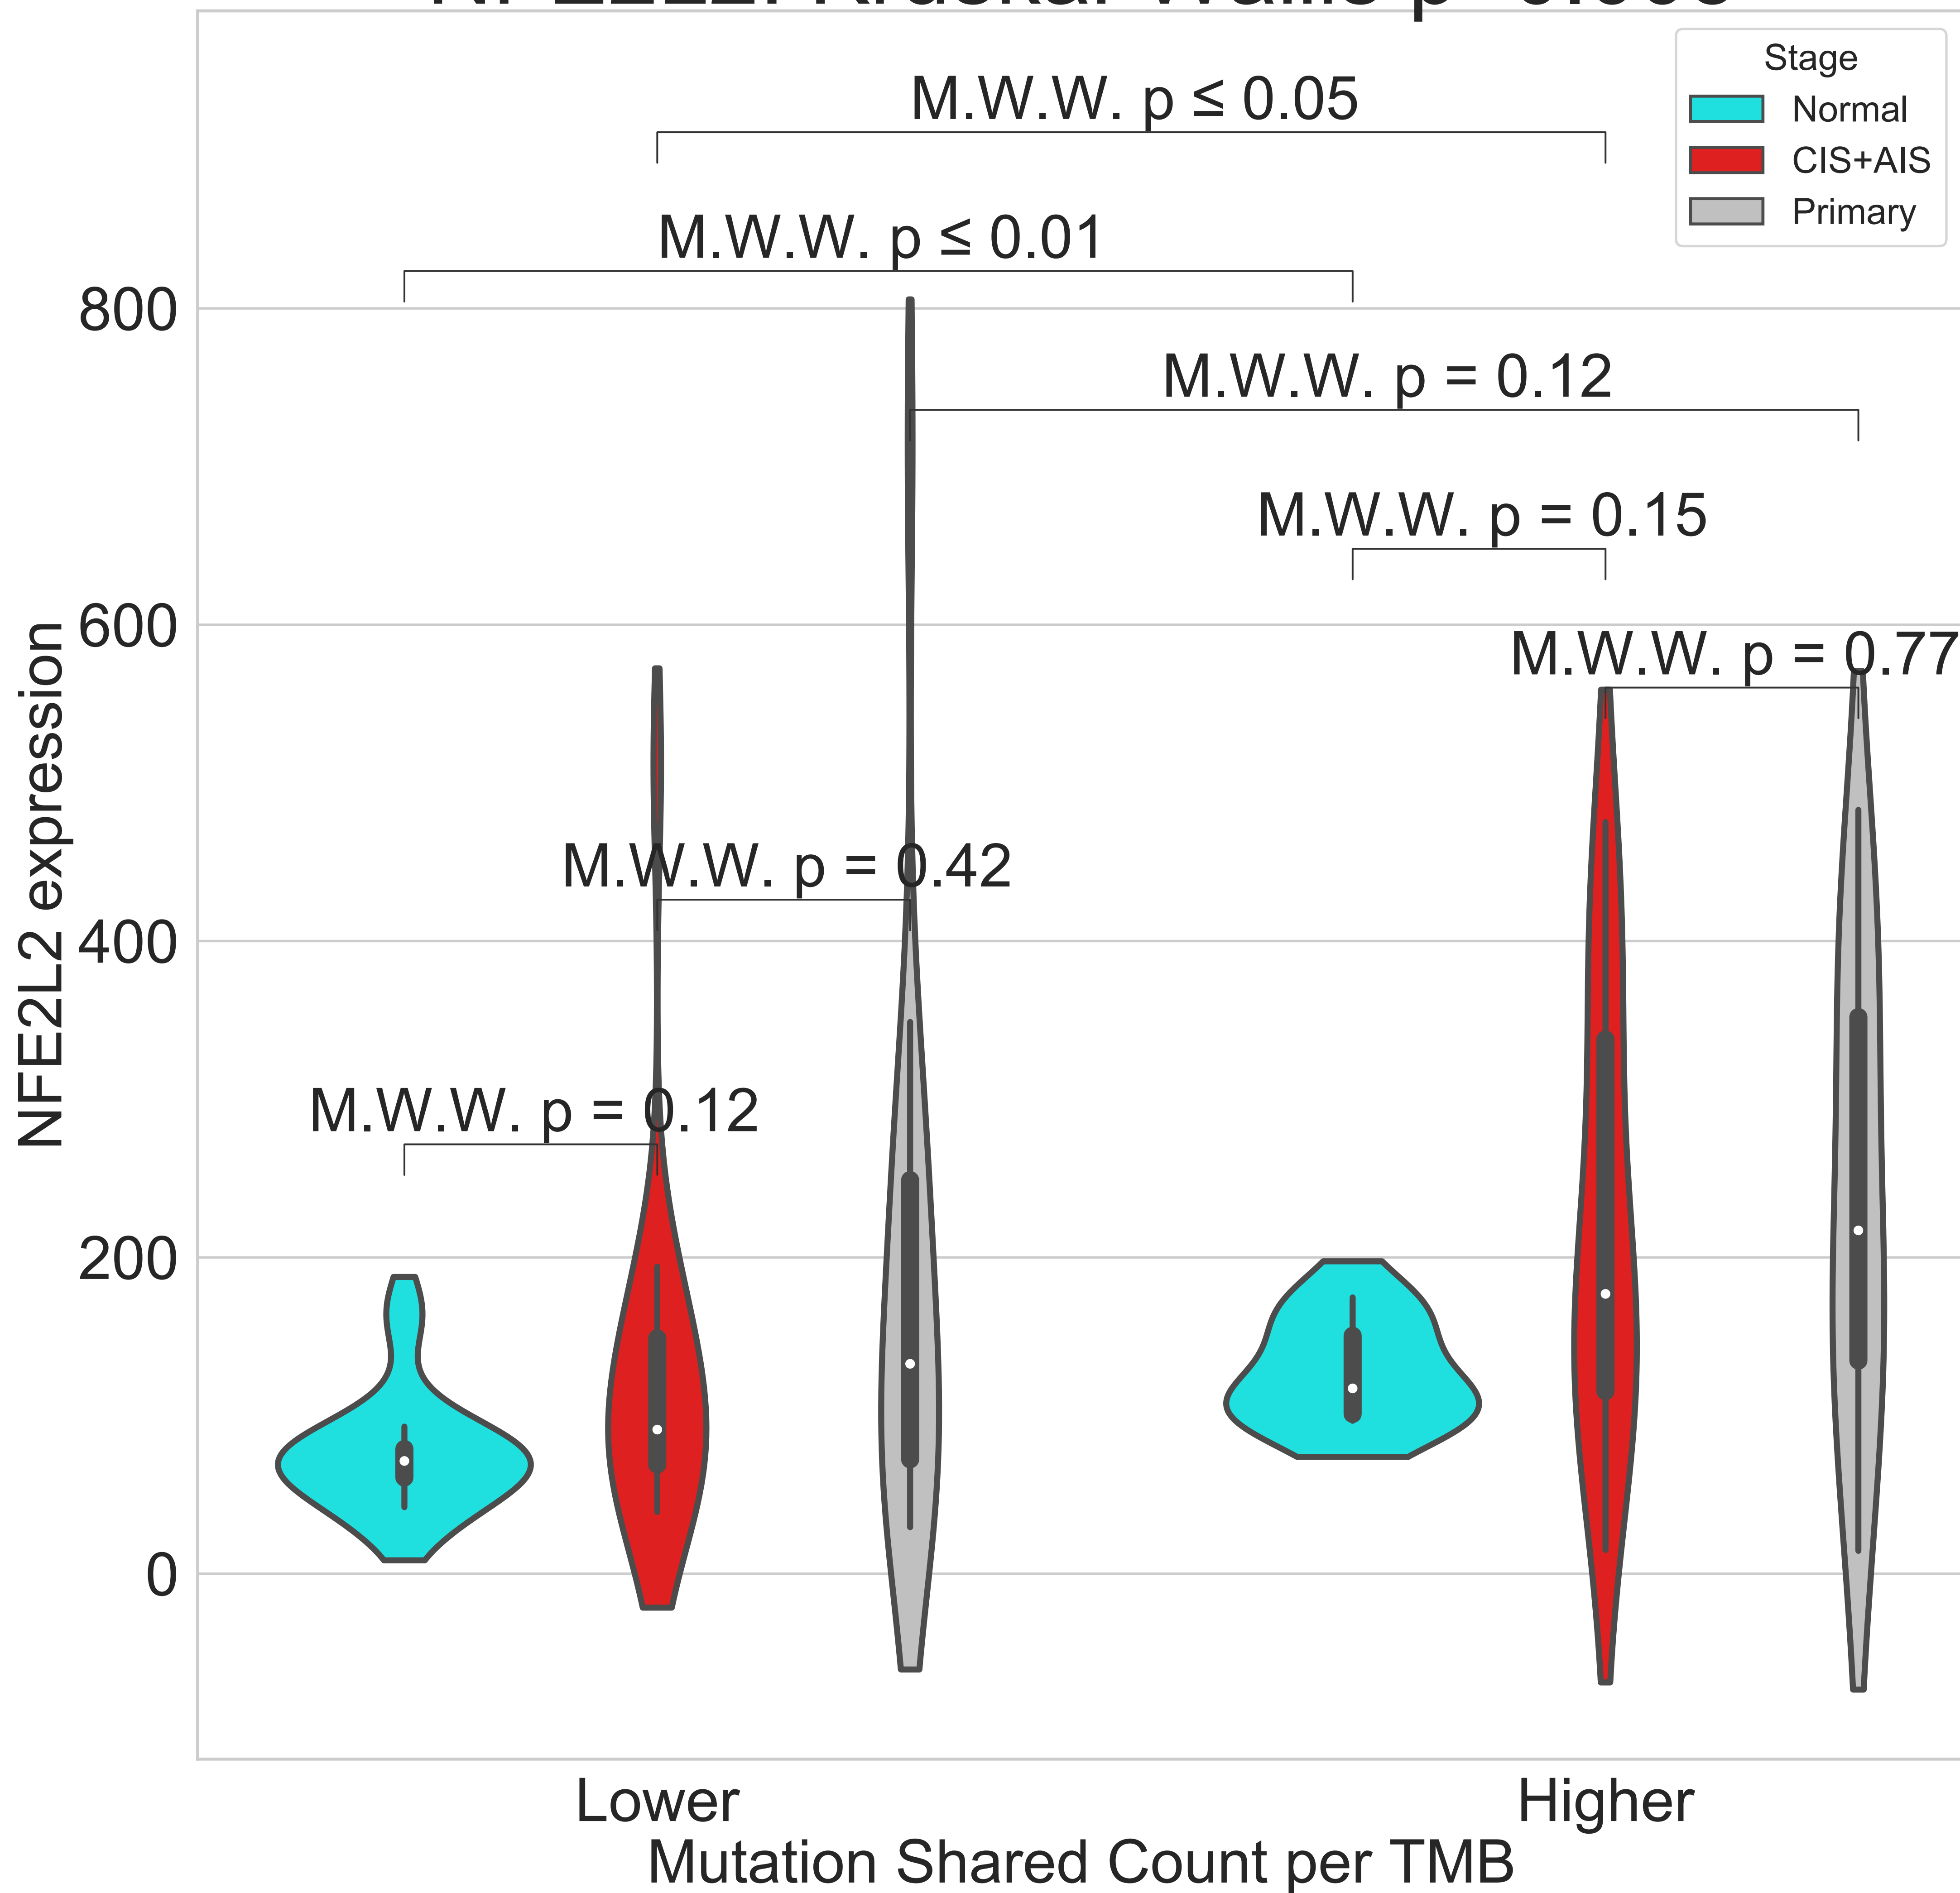 Stage
Normal
CIS+AIS
Primary
M.W.W. p ≤ 0.05
M.W.W. p ≤ 0.01
M.W.W. p = 0.12
M.W.W. p = 0.15
M.W.W. p = 0.77
M.W.W. p = 0.42
M.W.W. p = 0.12
800
600
400
200
0
NFE2L2 expression
Lower
Higher
Mutation Shared Count per TMB